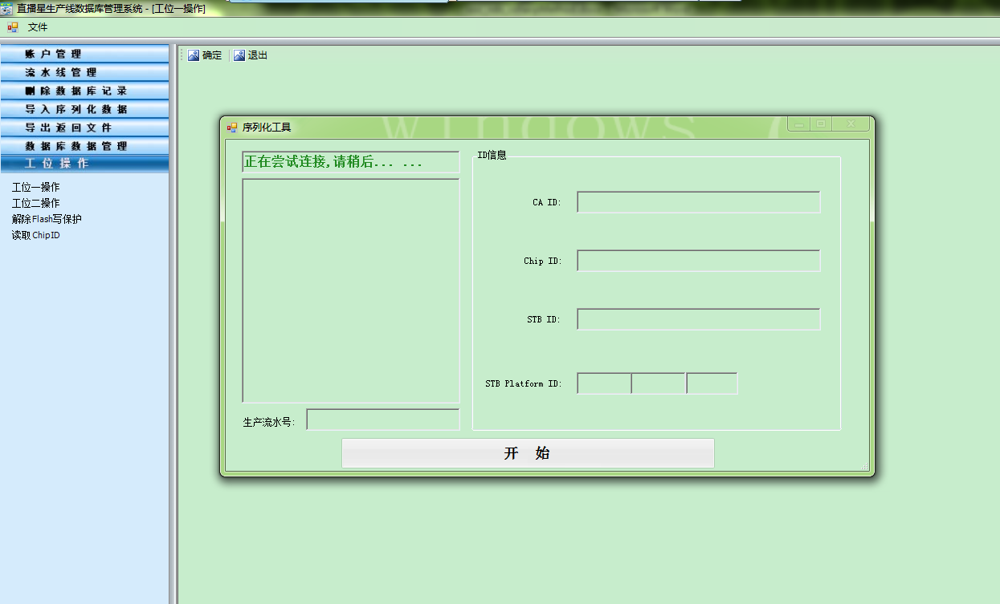 直播星生产线数据库管理系统 - [工位一操作]
文件
账户管理
流水线管理
删除数据库记录
导入序列化数据
导出返回文件
数据库数据管理
工位操作
工位一操作
工位二操作
解除Flash写保护
读取ChipID
确定 退出
序列化工具
windows
正在尝试连接,请稍后... ...
生产流水号:
ID信息
CA ID:
Chip ID:
STB ID:
STB Platform ID:
开 始